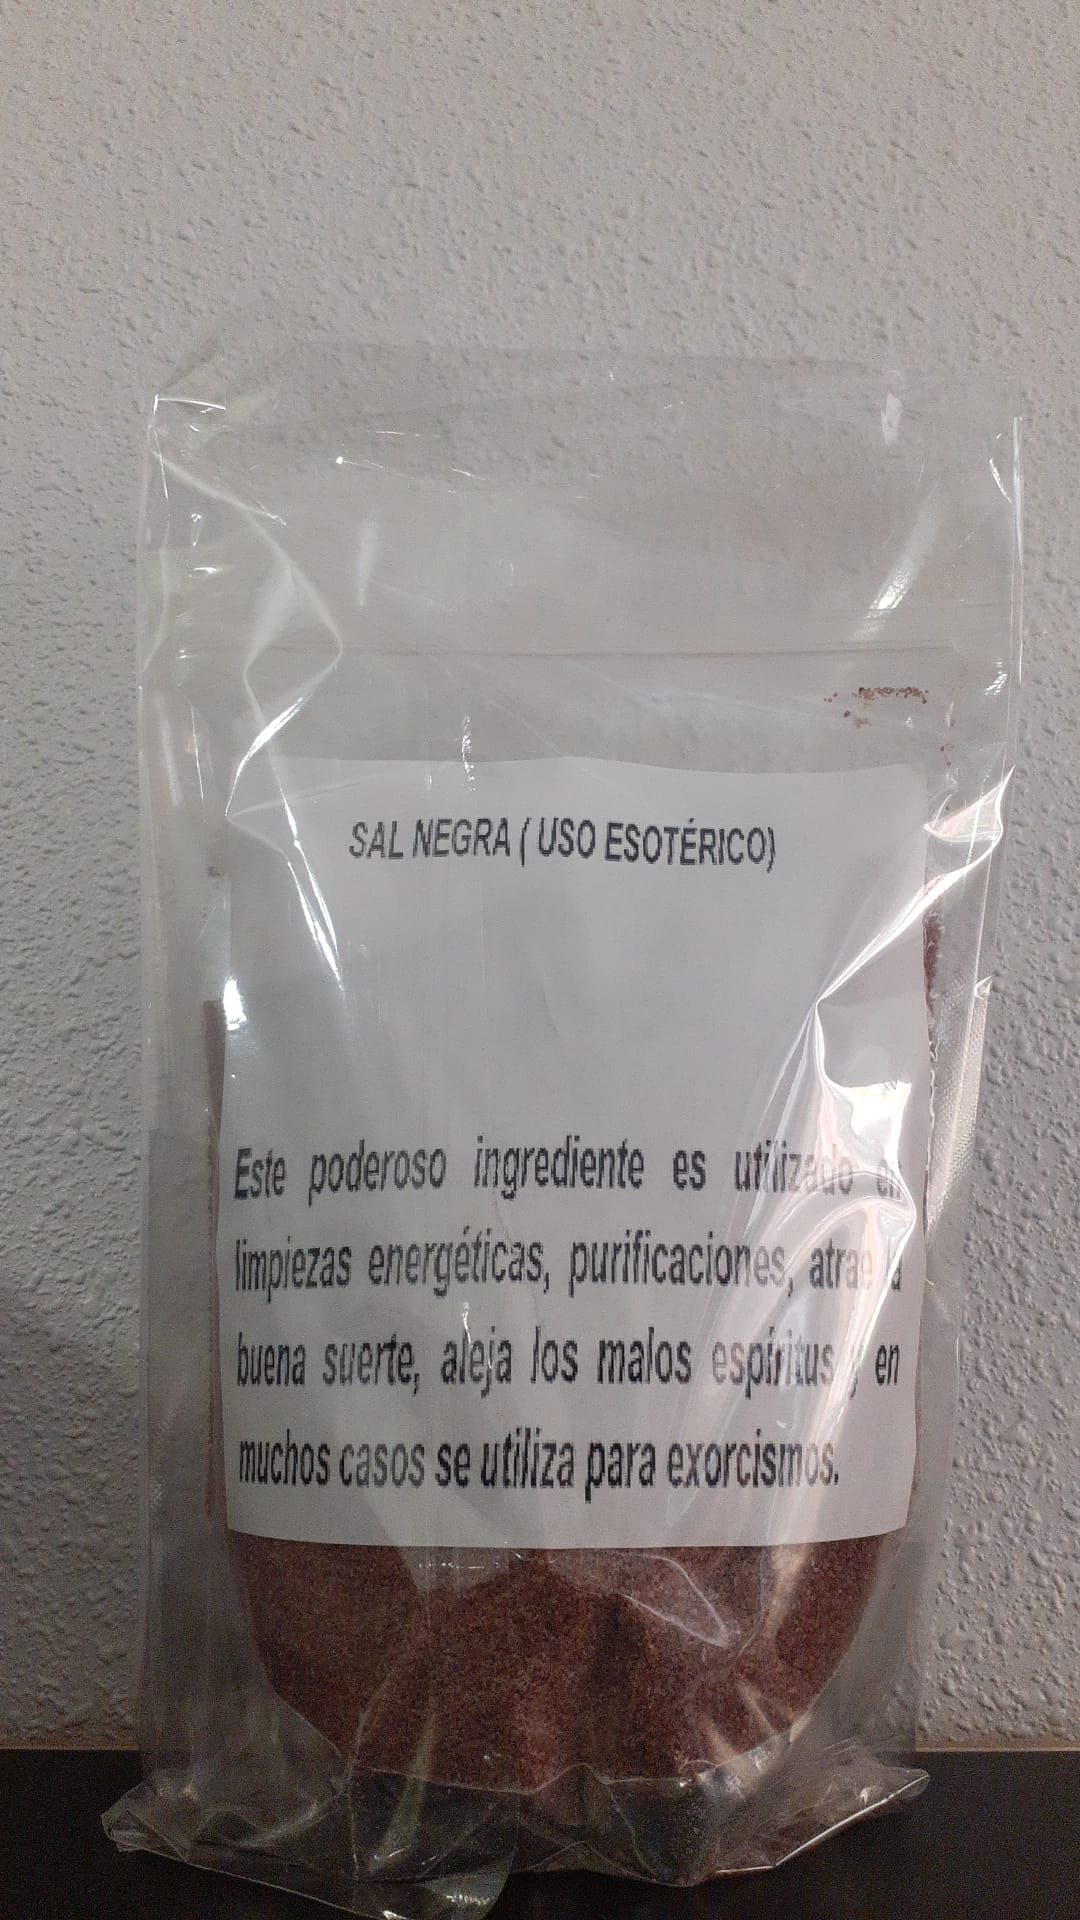 SAL NEGRA ( USO ESOTÉRICO)
Este poderoso ingrediente es utilizado en
limpiezas energéticas, purificaciones, atrae
buena suerte, aleja los malos espíritus y en
muchos casos se utiliza para exorcismos.